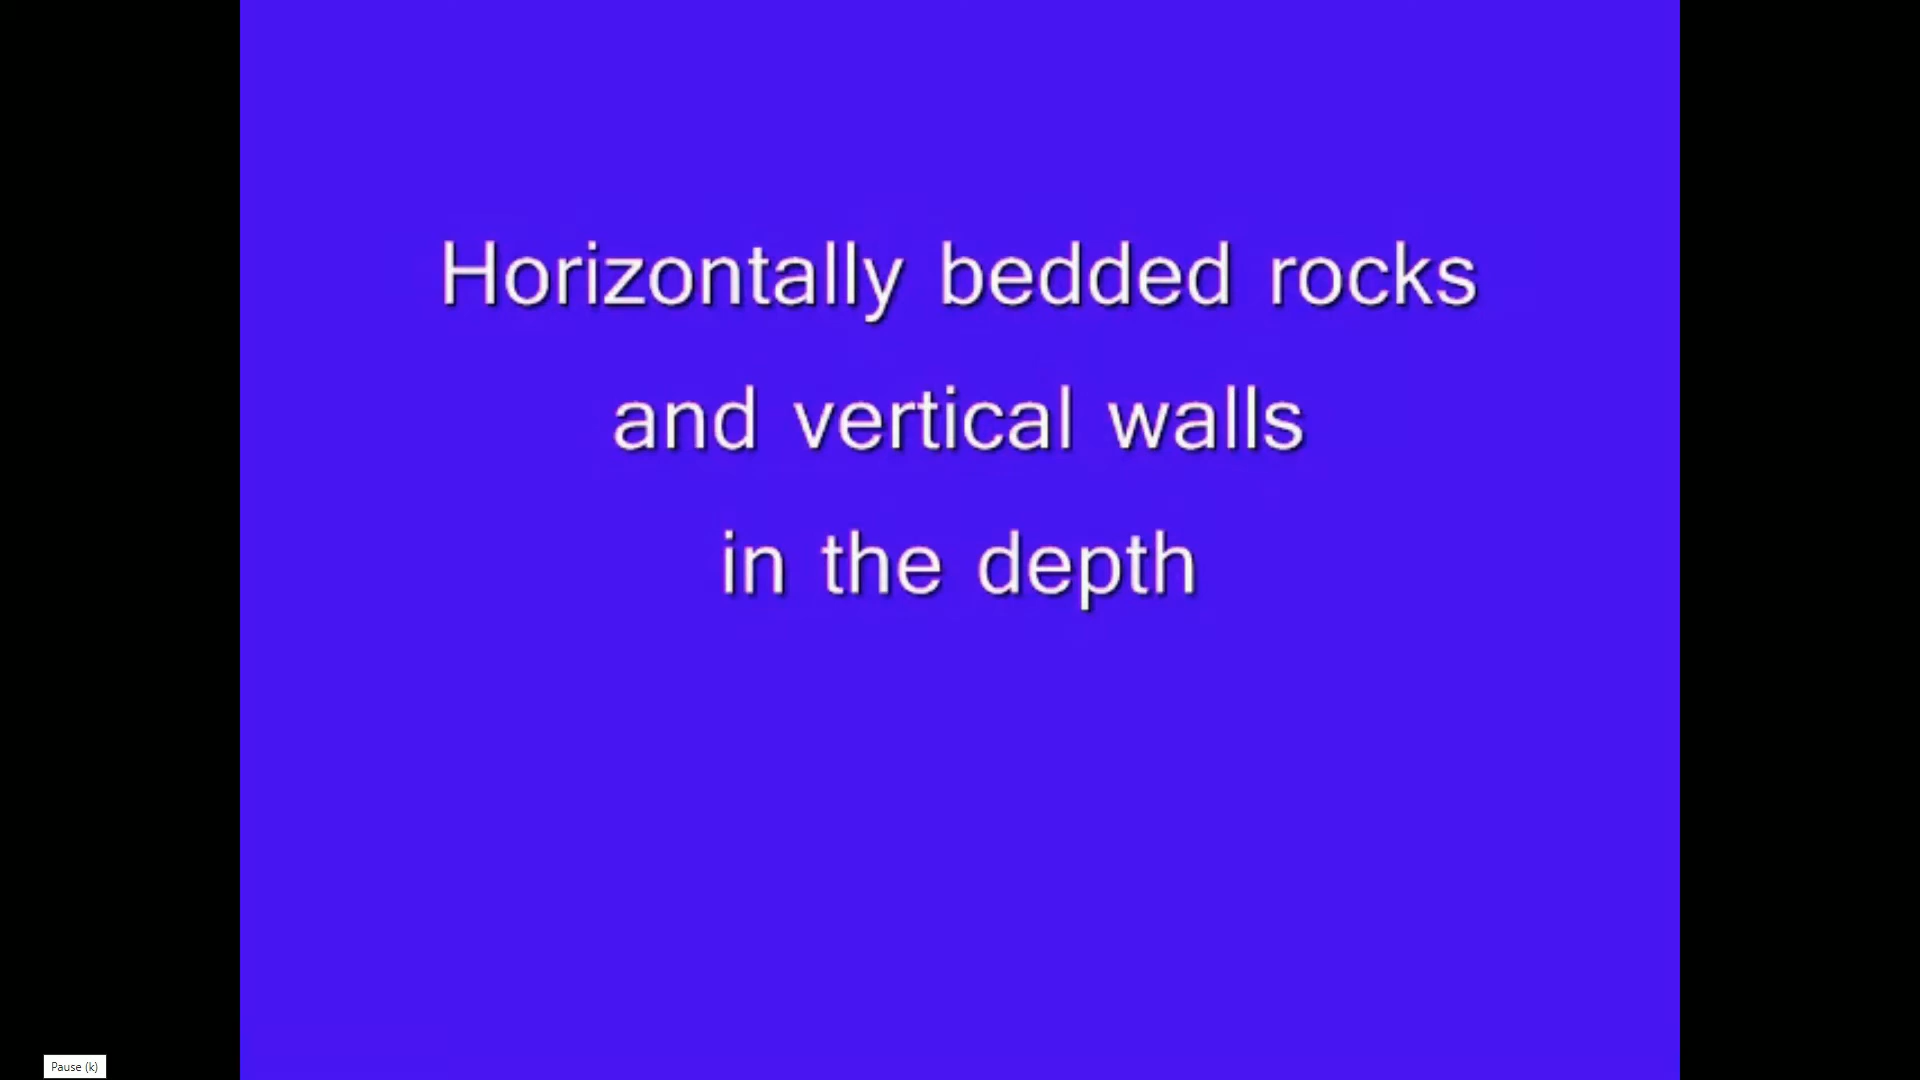 Horizontally bedded rocks
and vertical walls
in the depth
Pause (k)